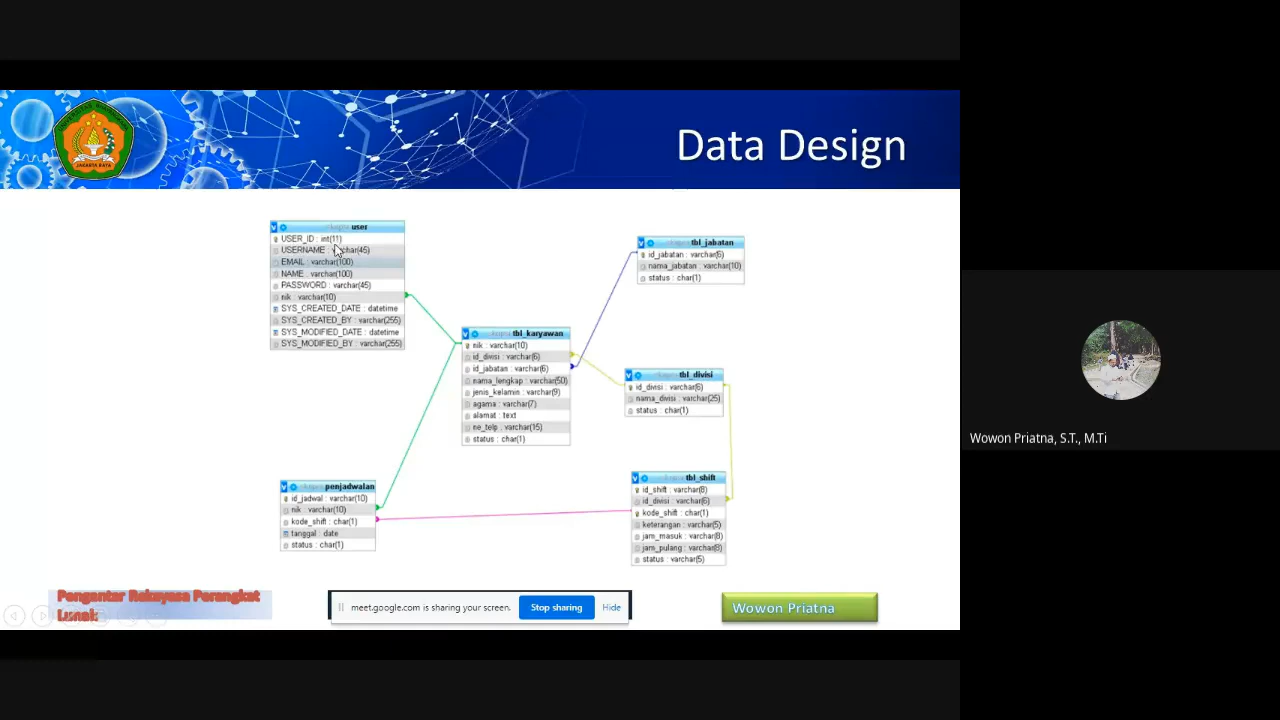 Data Design
user
USER_ID : int(11)
USERNAME : varchar(45)
EMAIL : varchar(100)
NAME : varchar(100)
PASSWORD : varchar(45)
nik : varchar(10)
SYS_CREATED_DATE : datetime
SYS_CREATED_BY : varchar(255)
SYS_MODIFIED_DATE : datetime
SYS_MODIFIED_BY : varchar(255)
tbl_jabatan
id_jabatan : varchar(6)
nama_jabatan : varchar(10)
status : char(1)
tbl_karyawan
nik : varchar(10)
id_divisi : varchar(6)
id_jabatan : varchar(6)
nama_lengkap : varchar(50)
jenis_kelamin : varchar(9)
agama : varchar(7)
alamat : text
ne_telp : varchar(15)
status : char(1)
tbl_divisi
id_divisi : varchar(6)
nama_divisi : varchar(25)
status : char(1)
penjadwalan
id_jadwal : varchar(10)
nik : varchar(10)
kode_shift : char(1)
tanggal : date
status : char(1)
tbl_shift
id_shift : varchar(8)
id_divisi : varchar(6)
kode_shift : char(1)
keterangan : varchar(5)
jam_masuk : varchar(8)
jam_pulang : varchar(8)
status : varchar(5)
Pengantar Rekayasa Perangkat
Lunak
meet.google.com is sharing your screen.
Stop sharing
Hide
Wowon Priatna
Wowon Priatna, S.T., M.Ti